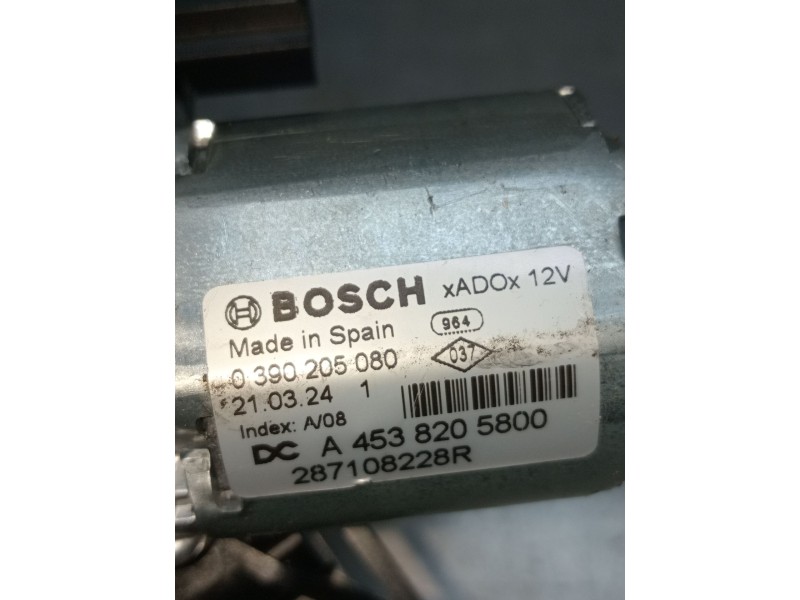 BOSCH xADOx 12V
964
Made in Spain
0 390 205 080
037
21.03.24 1
Index: A/08
DC A 453 820 5800
287108228R